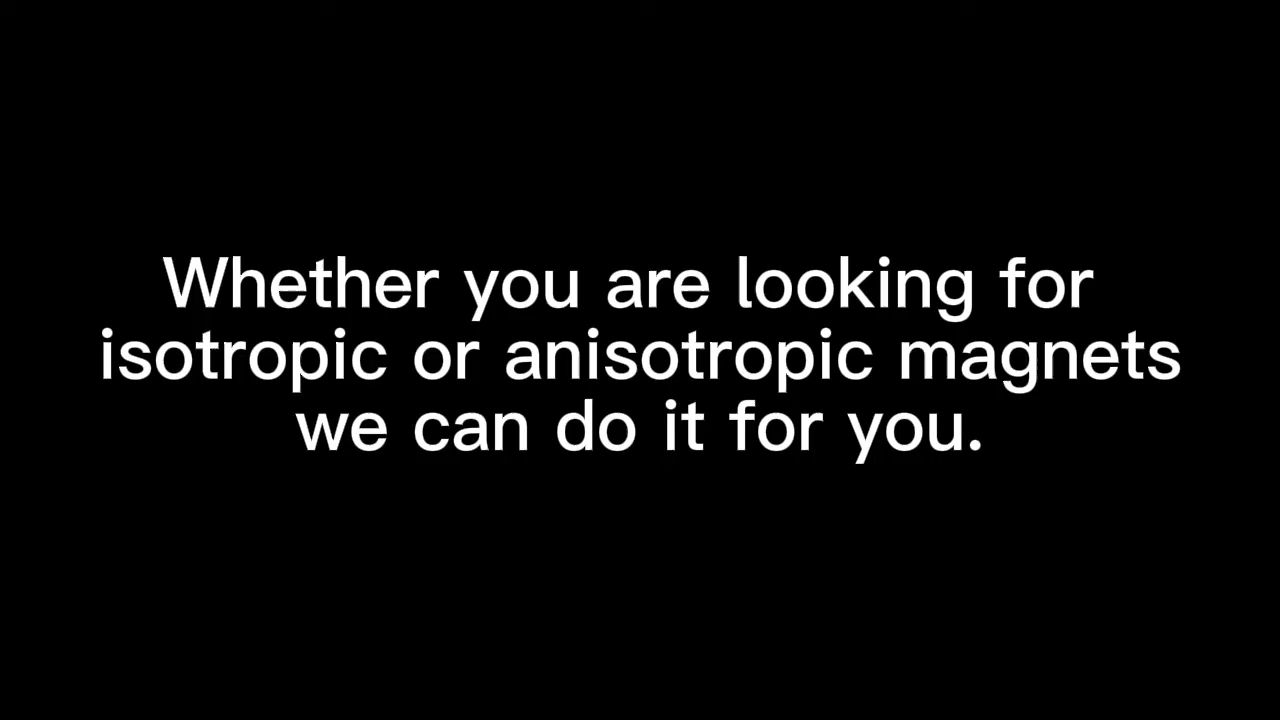 Whether you are looking for
isotropic or anisotropic magnets
we can do it for you.